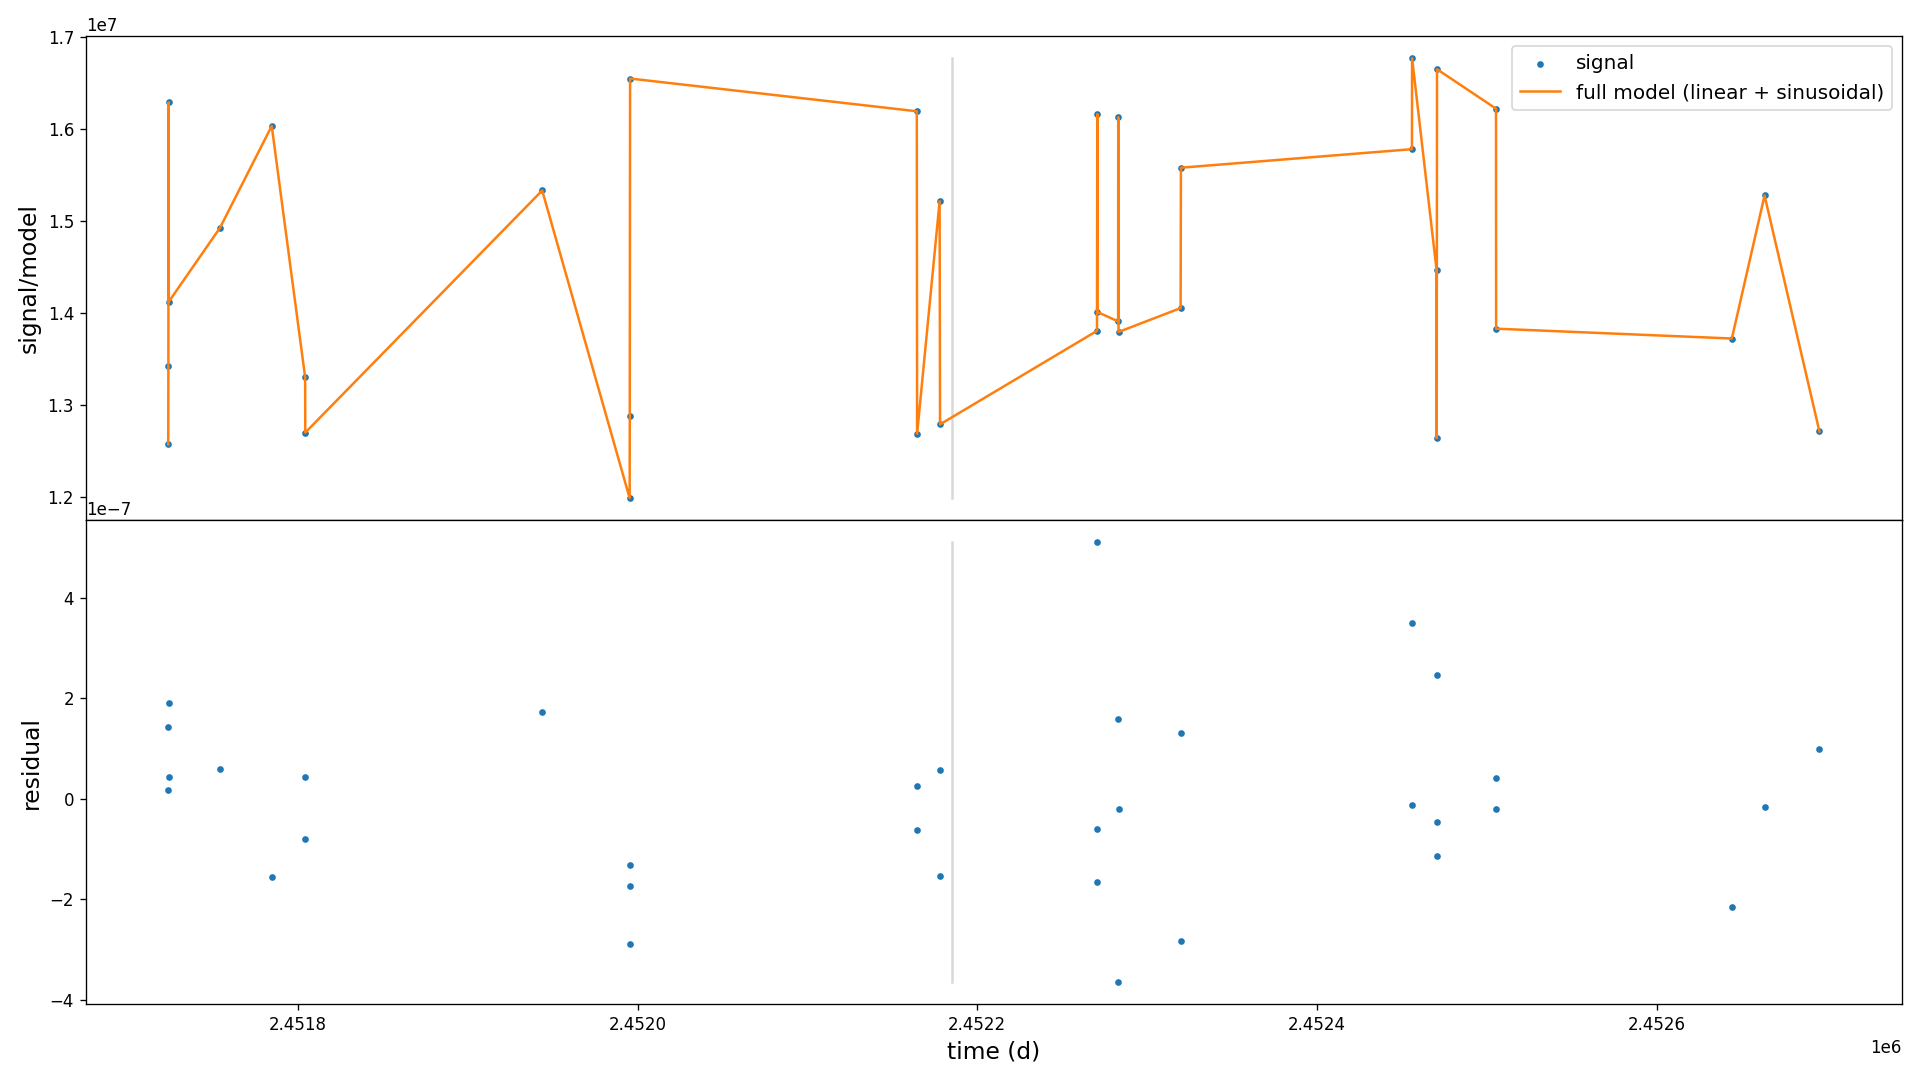 1e7
1.7
1.6
1.5
1.4
1.3
1.2
signal/model
signal
full model (linear + sinusoidal)
1e−7
4
2
0
−2
−4
residual
2.4518
2.4520
2.4522
2.4524
2.4526
time (d)
1e6